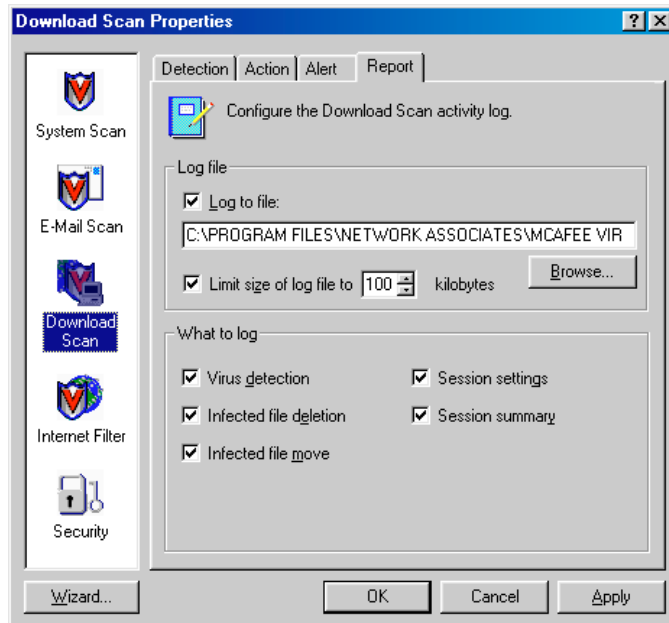 Download Scan Properties
Detection Action Alert Report
System Scan
E-Mail Scan
Download
Scan
Internet Filter
Security
Configure the Download Scan activity log.
Log file
Log to file:
C:\PROGRAM FILES\NETWORK ASSOCIATES\MCAFEE VIR
Limit size of log file to 100 kilobytes
Browse...
What to log
Virus detection
Session settings
Infected file deletion
Session summary
Infected file move
Wizard...
OK
Cancel
Apply